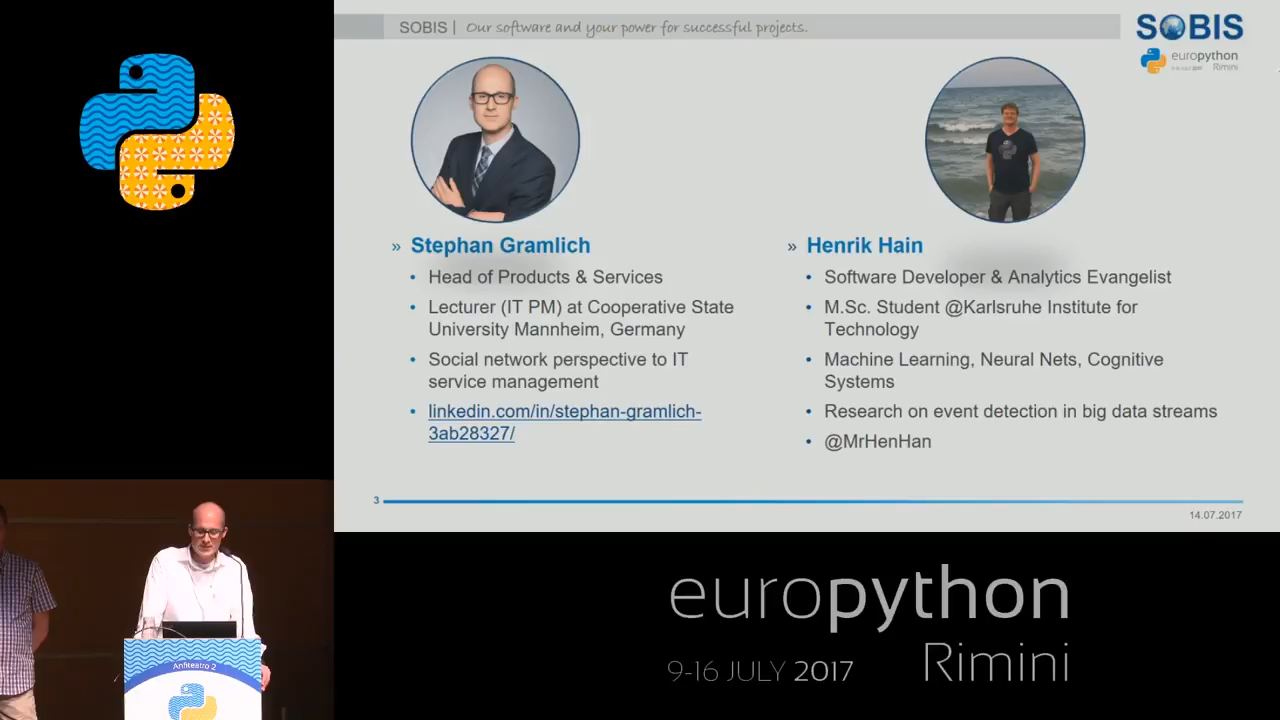 SOBIS | Our software and your power for successful projects.
SOBIS
europython
Rimini
» Stephan Gramlich
• Head of Products & Services
• Lecturer (IT PM) at Cooperative State
University Mannheim, Germany
• Social network perspective to IT
service management
• linkedin.com/in/stephan-gramlich-
3ab28327/
» Henrik Hain
• Software Developer & Analytics Evangelist
• M.Sc. Student @Karlsruhe Institute for
Technology
• Machine Learning, Neural Nets, Cognitive
Systems
• Research on event detection in big data streams
• @MrHenHan
3
14.07.2017
Anfiteatro 2
europython
9-16 JULY 2017 Rimini